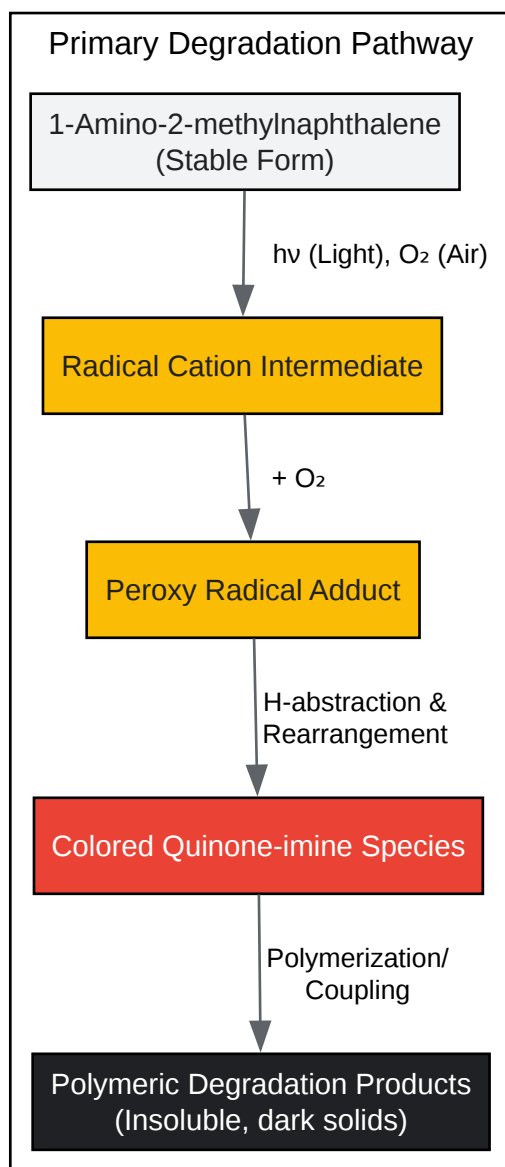 Primary Degradation Pathway
1-Amino-2-methylnaphthalene
(Stable Form)
hν (Light), O₂ (Air)
Radical Cation Intermediate
+ O₂
Peroxy Radical Adduct
H-abstraction &
Rearrangement
Colored Quinone-imine Species
Polymerization/
Coupling
Polymeric Degradation Products
(Insoluble, dark solids)